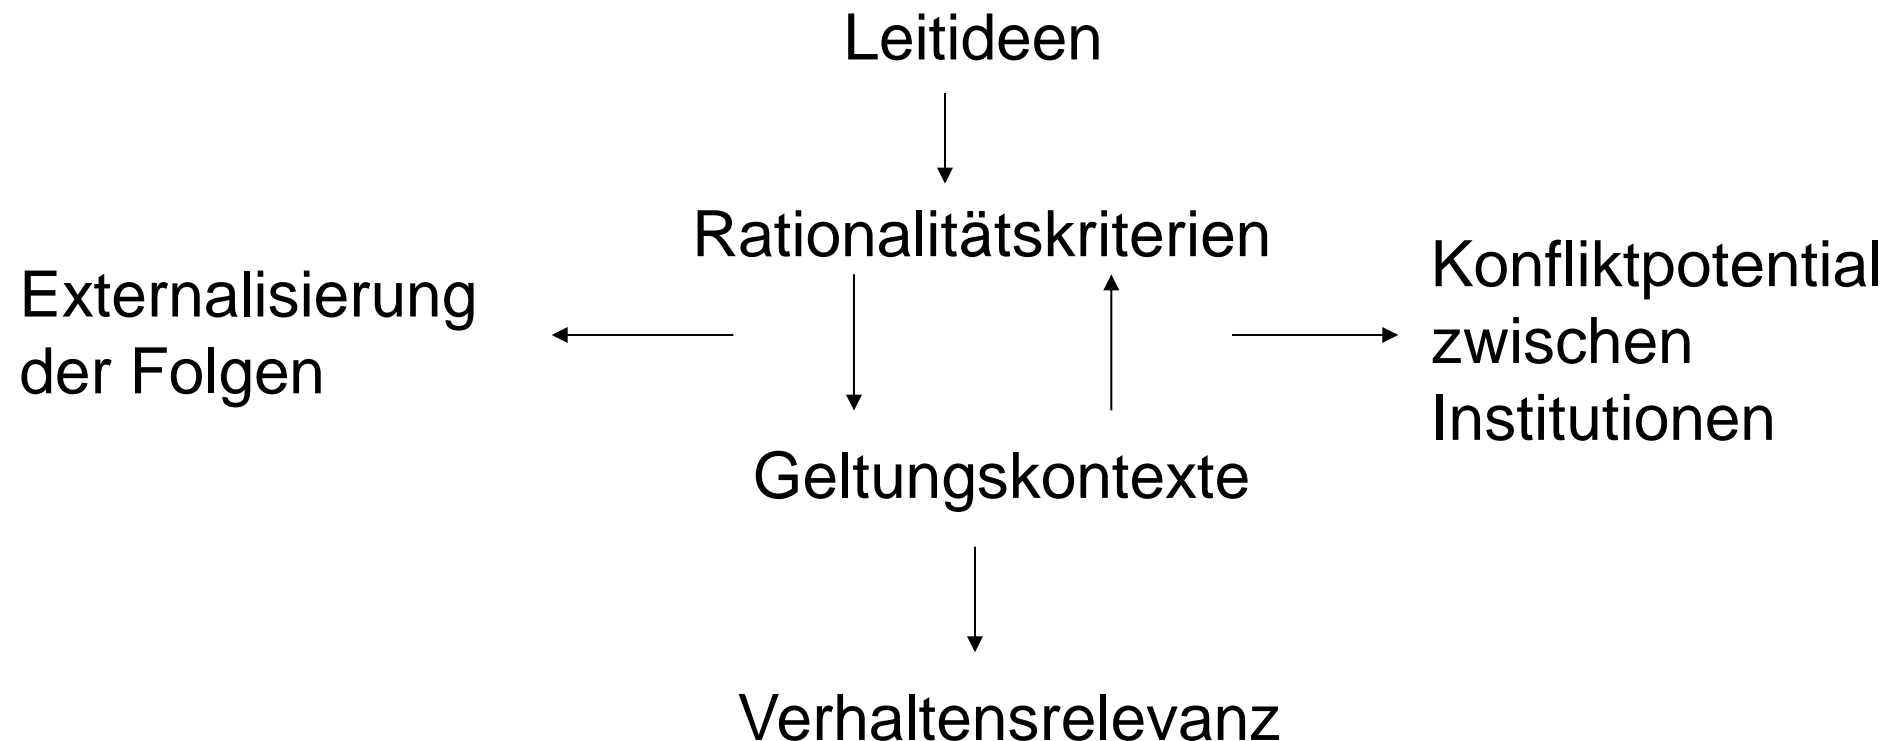 Leitideen
Rationalitätskriterien
Externalisierung
der Folgen
Konfliktpotential
zwischen
Institutionen
Geltungskontexte
Verhaltensrelevanz